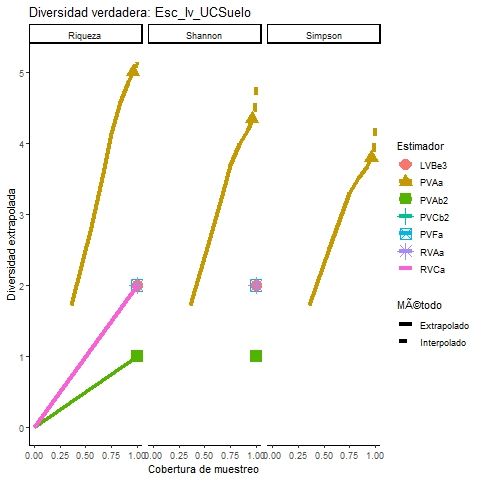 Diversidad verdadera: Esc_lv_UCSuelo
Riqueza
Shannon
Simpson
Diversidad extrapolada
5
4
3
2
1
0
0.00 0.25 0.50 0.75 1.00
0.00 0.25 0.50 0.75 1.00
0.00 0.25 0.50 0.75 1.00
Cobertura de muestreo
Estimador
LVBe3
PVAa
PVAb2
PVCb2
PVFa
RVAa
RVCa
MÃ©todo
Extrapolado
Interpolado